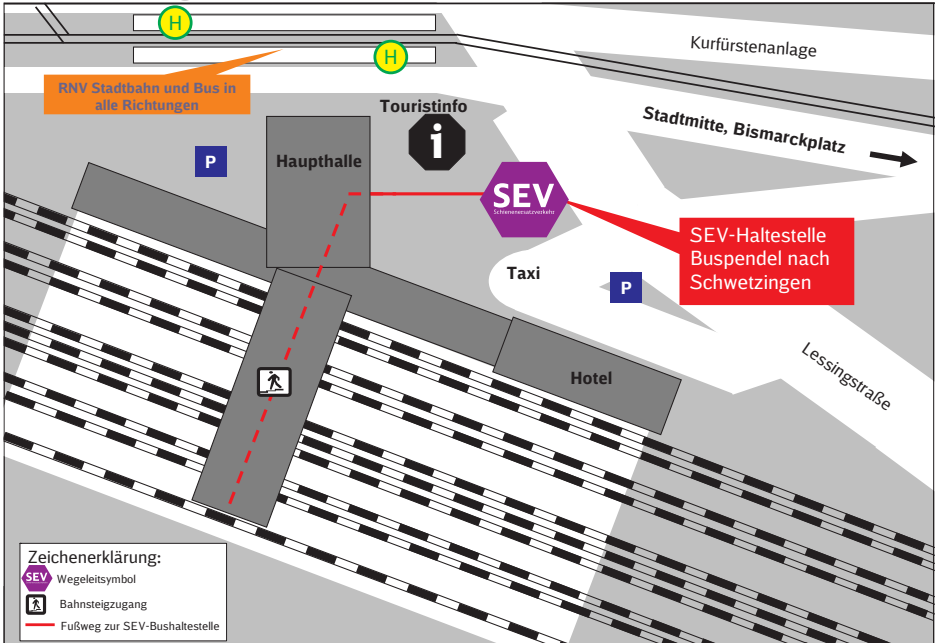 H
H
Kurfürstenanlage
RNV Stadtbahn und Bus in
alle Richtungen
Touristinfo
i
Stadtmitte, Bismarckplatz
P
Haupthalle
SEV
Schienenersatzverkehr
SEV-Haltestelle
Buspendel nach
Schwetzingen
Taxi
P
Lessingstraße
Hotel
Zeichenerklärung:
SEV
Wegeleitsymbol
Bahnsteigzugang
Fußweg zur SEV-Bushaltestelle